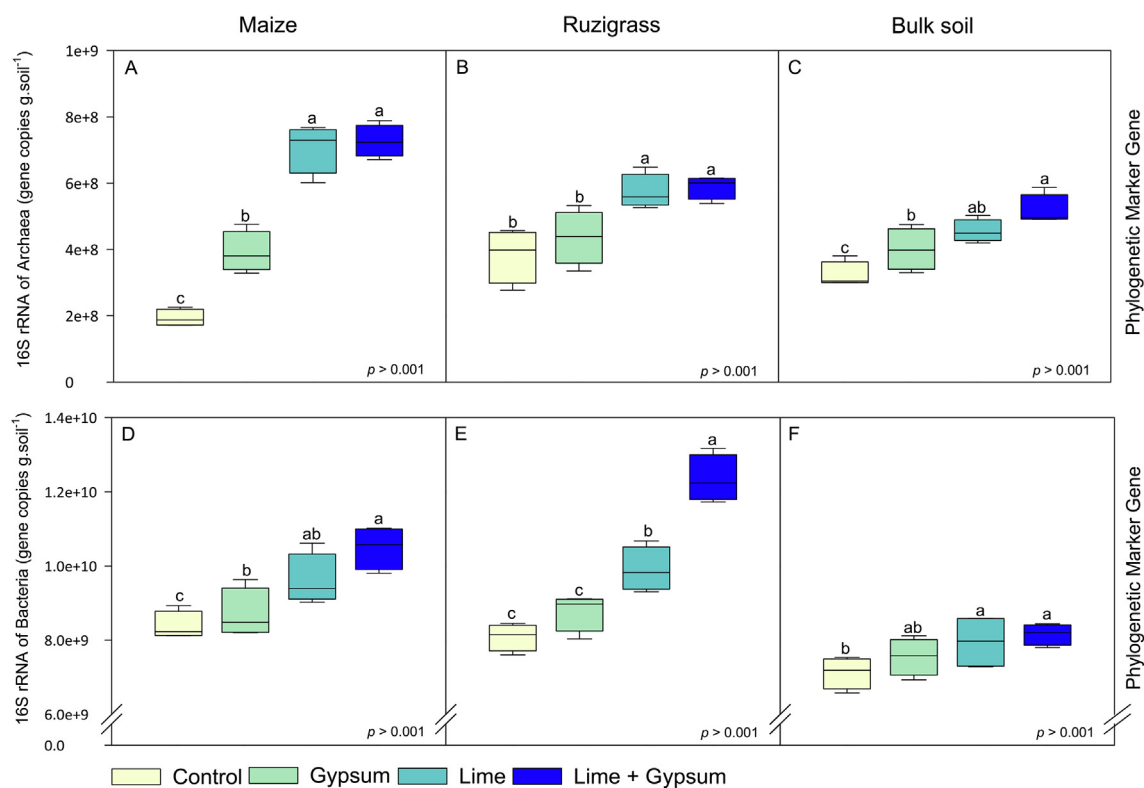 Maize Ruzigrass Bulk soil
16S rRNA of Archaea (gene copies g.soil⁻¹)
1e+9
8e+8
6e+8
4e+8
2e+8
0
A
c
b
a
a
p > 0.001
B
b
b
a
a
p > 0.001
C
c
b
ab
a
p > 0.001
Phylogenetic Marker Gene
16S rRNA of Bacteria (gene copies g.soil⁻¹)
1.4e+10
1.2e+10
1.0e+10
8.0e+9
6.0e+9
0.0
D
c
b
ab
a
p > 0.001
E
c
c
b
a
p > 0.001
F
b
ab
a
a
p > 0.001
Phylogenetic Marker Gene
Control Gypsum Lime Lime + Gypsum